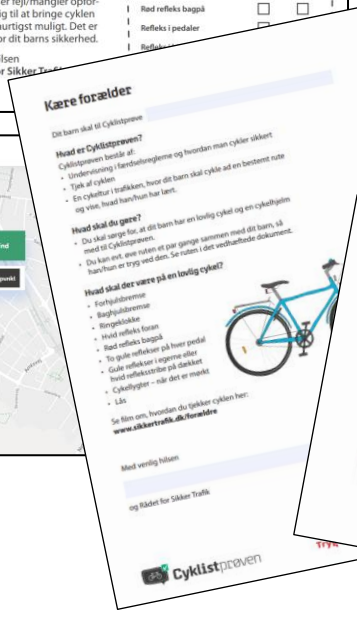 er fejl/mangler opfor-
ig til at bringe cyklen
urtigst muligt. Det er
or dit barns sikkerhed.
ilsen
r Sikker
Rød refleks bagpå
Refleks i pedaler
Kære forælder
Dit barn skal til Cyklistprøve
Hvad er Cyklistprøven?
Cyklistprøven består af:
• Undervisning i færdselsreglerne og hvordan man cykler sikkert
• Tjek af cyklen
• En cykeltur i trafikken, hvor dit barn skal cykle ad en bestemt rute
og vise, hvad han/hun har lært.
Hvad skal du gøre?
• Du skal sørge for, at dit barn har en lovlig cykel og en cykelhjelm
med til Cyklistprøven.
• Du kan evt. øve ruten et par gange sammen med dit barn, så
han/hun er tryg ved den. Se ruten i det vedhæftede dokument.
Hvad skal der være på en lovlig cykel?
• Forhjulsbremse
• Baghjulsbremse
• Ringeklokke
• Hvid refleks foran
• Rød refleks bagpå
• To gule reflekser på hver pedal
• Gule reflekser i egerne eller
hvid refleksstribe på dækket
• Cykellygter – når det er mørkt
• Lås
Se film om, hvordan du tjekker cyklen her:
www.sikkertrafik.dk/forældre
Med venlig hilsen
og Rådet for Sikker Trafik
Cyklistprøven
Tryg